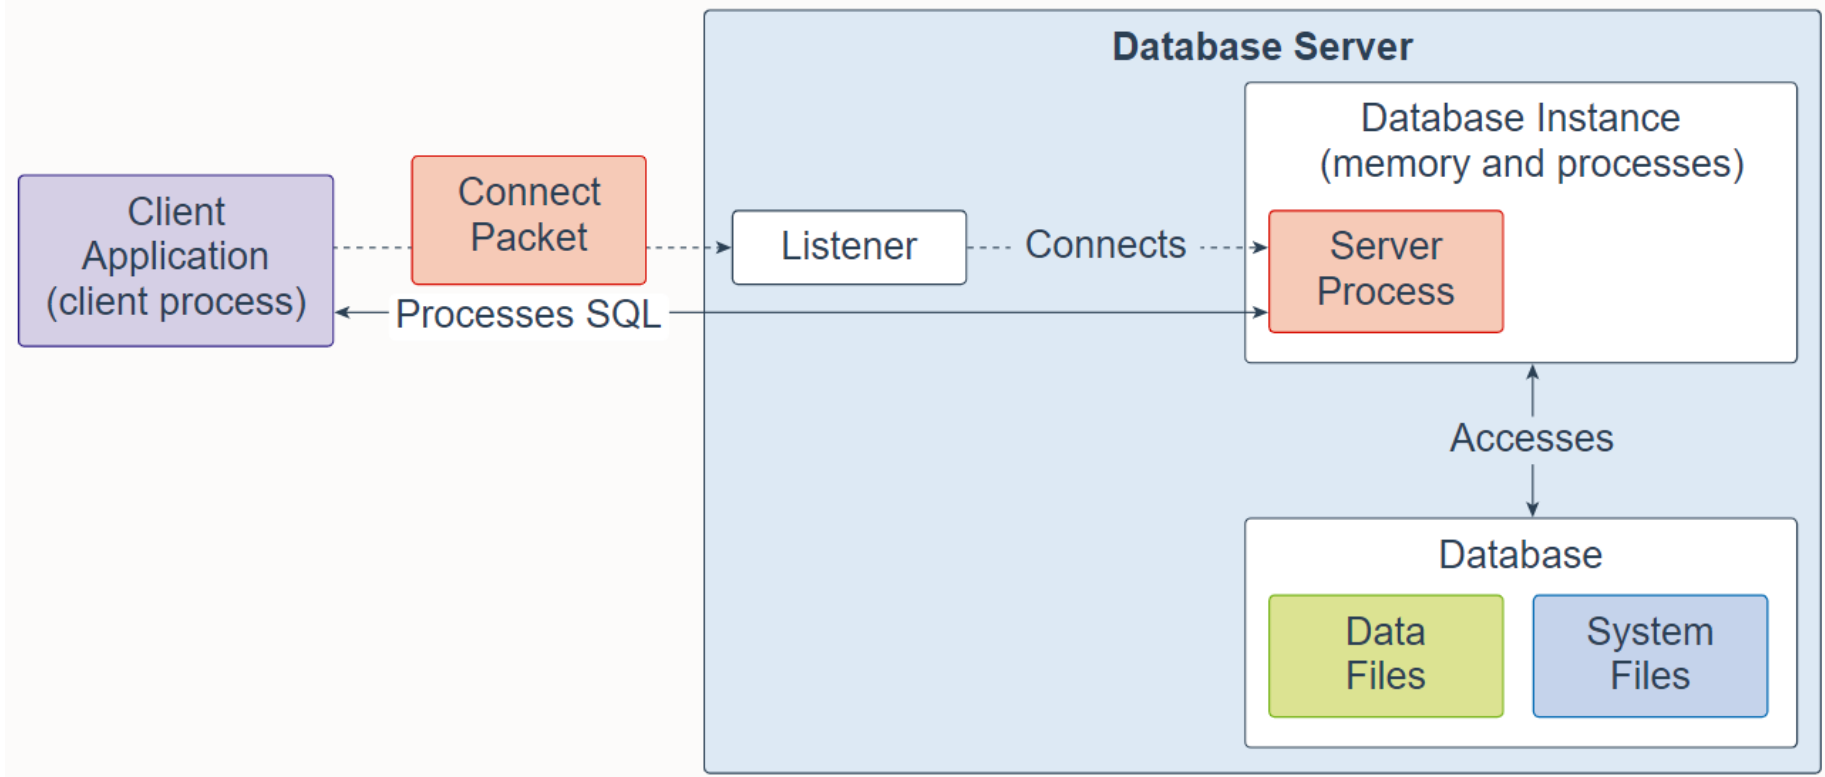 Database Server
Database Instance
(memory and processes)
Client
Application
(client process)
Connect
Packet
Listener
Connects
Server
Process
Processes SQL
Accesses
Database
Data
Files
System
Files